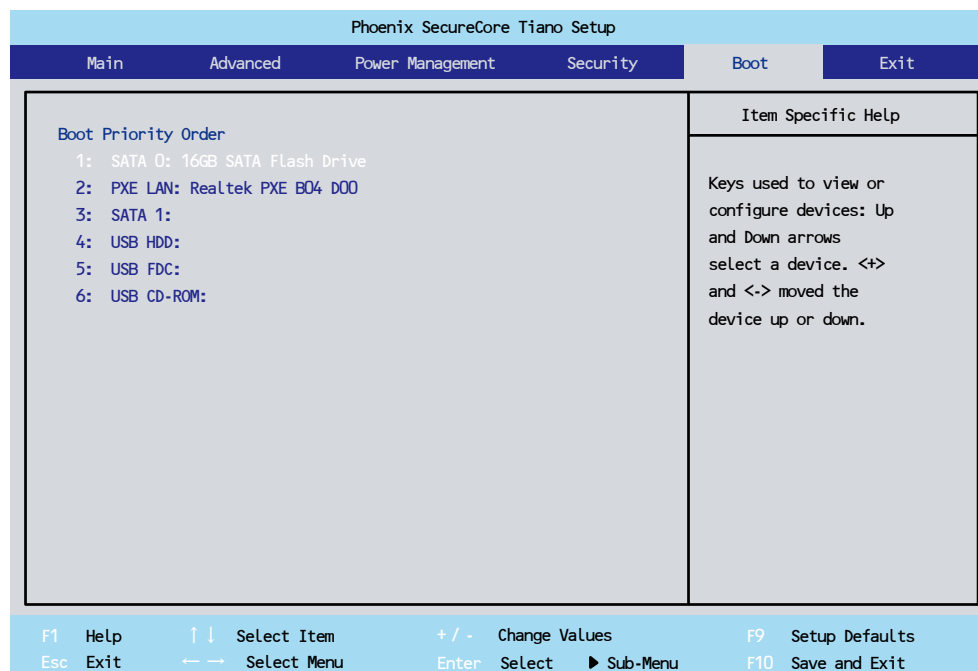 Phoenix SecureCore Tiano Setup
Main Advanced Power Management Security Boot Exit
Boot Priority Order
1: SATA 0: 16GB SATA Flash Drive
2: PXE LAN: Realtek PXE B04 D00
3: SATA 1:
4: USB HDD:
5: USB FDC:
6: USB CD-ROM:
Item Specific Help
Keys used to view or
configure devices: Up
and Down arrows
select a device. <+>
and <-> moved the
device up or down.
F1 Help ↑ ↓ Select Item + / - Change Values F9 Setup Defaults
Esc Exit ← → Select Menu Enter Select ▶ Sub-Menu F10 Save and Exit